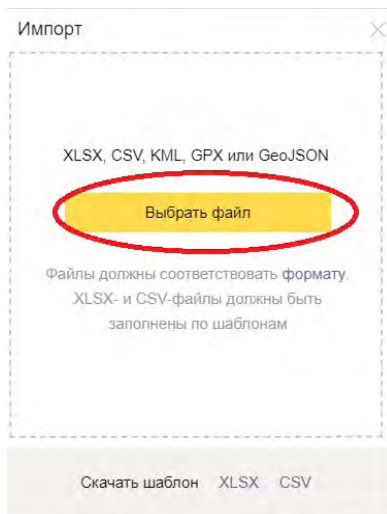 Импорт
XLSX, CSV, KML, GPX или GeoJSON
Выбрать файл
Файлы должны соответствовать формату.
XLSX- и CSV-файлы должны быть
заполнены по шаблонам
Скачать шаблон XLSX CSV